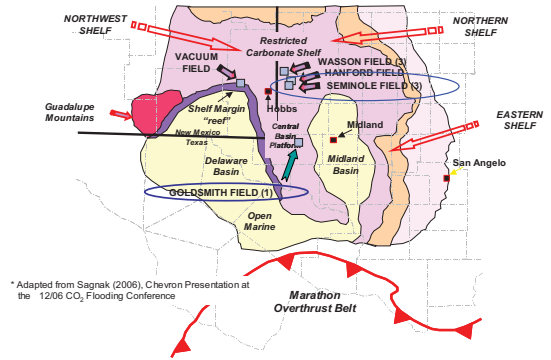 NORTHWEST
SHELF
NORTHERN
SHELF
Restricted
Carbonate Shelf
VACUUM
FIELD
WASSON FIELD (3)
HANFORD FIELD
SEMINOLE FIELD (3)
Guadalupe
Mountains
Shelf Margin
"reef"
Hobbs
New Mexico
Texas
Central
Basin
Platform
Midland
EASTERN
SHELF
Delaware
Basin
Midland
Basin
San Angelo
GOLDSMITH FIELD (1)
Open
Marine
* Adapted from Sagnak (2006), Chevron Presentation at
the 12/06 CO2 Flooding Conference
Marathon
Overthrust Belt